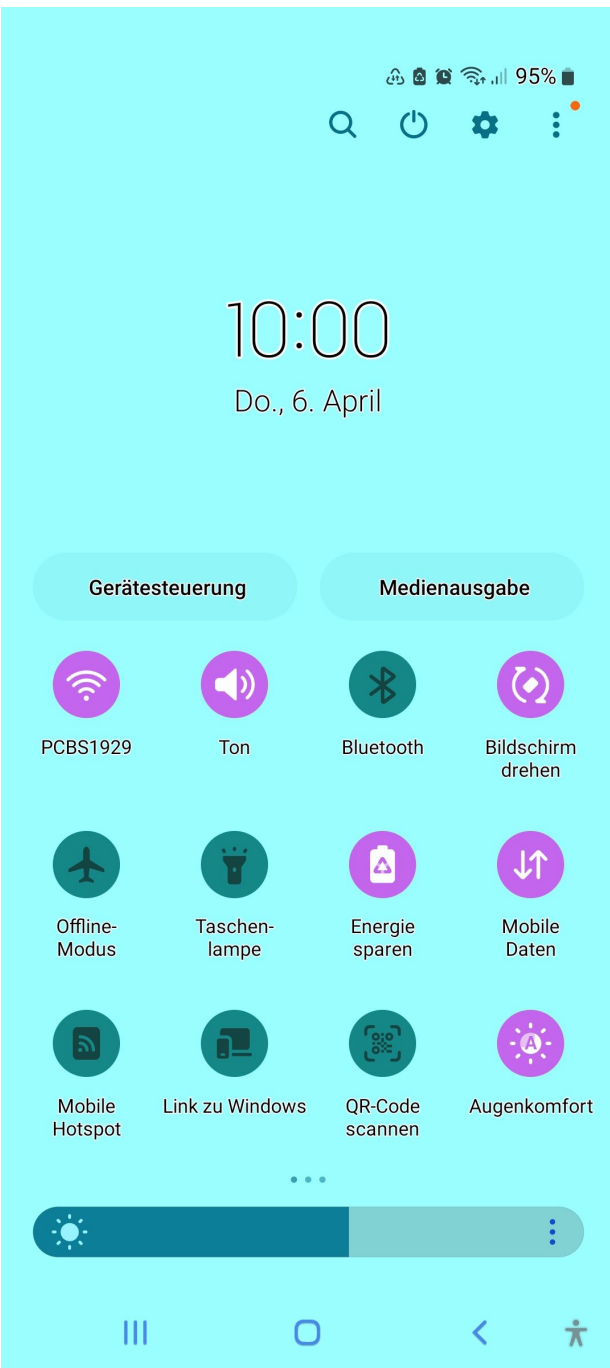 95%
10:00
Do., 6. April
Gerätesteuerung
Medienausgabe
PCBS1929
Ton
Bluetooth
Bildschirm
drehen
Offline-
Modus
Taschen-
lampe
Energie
sparen
Mobile
Daten
Mobile
Hotspot
Link zu Windows
QR-Code
scannen
A
Augenkomfort